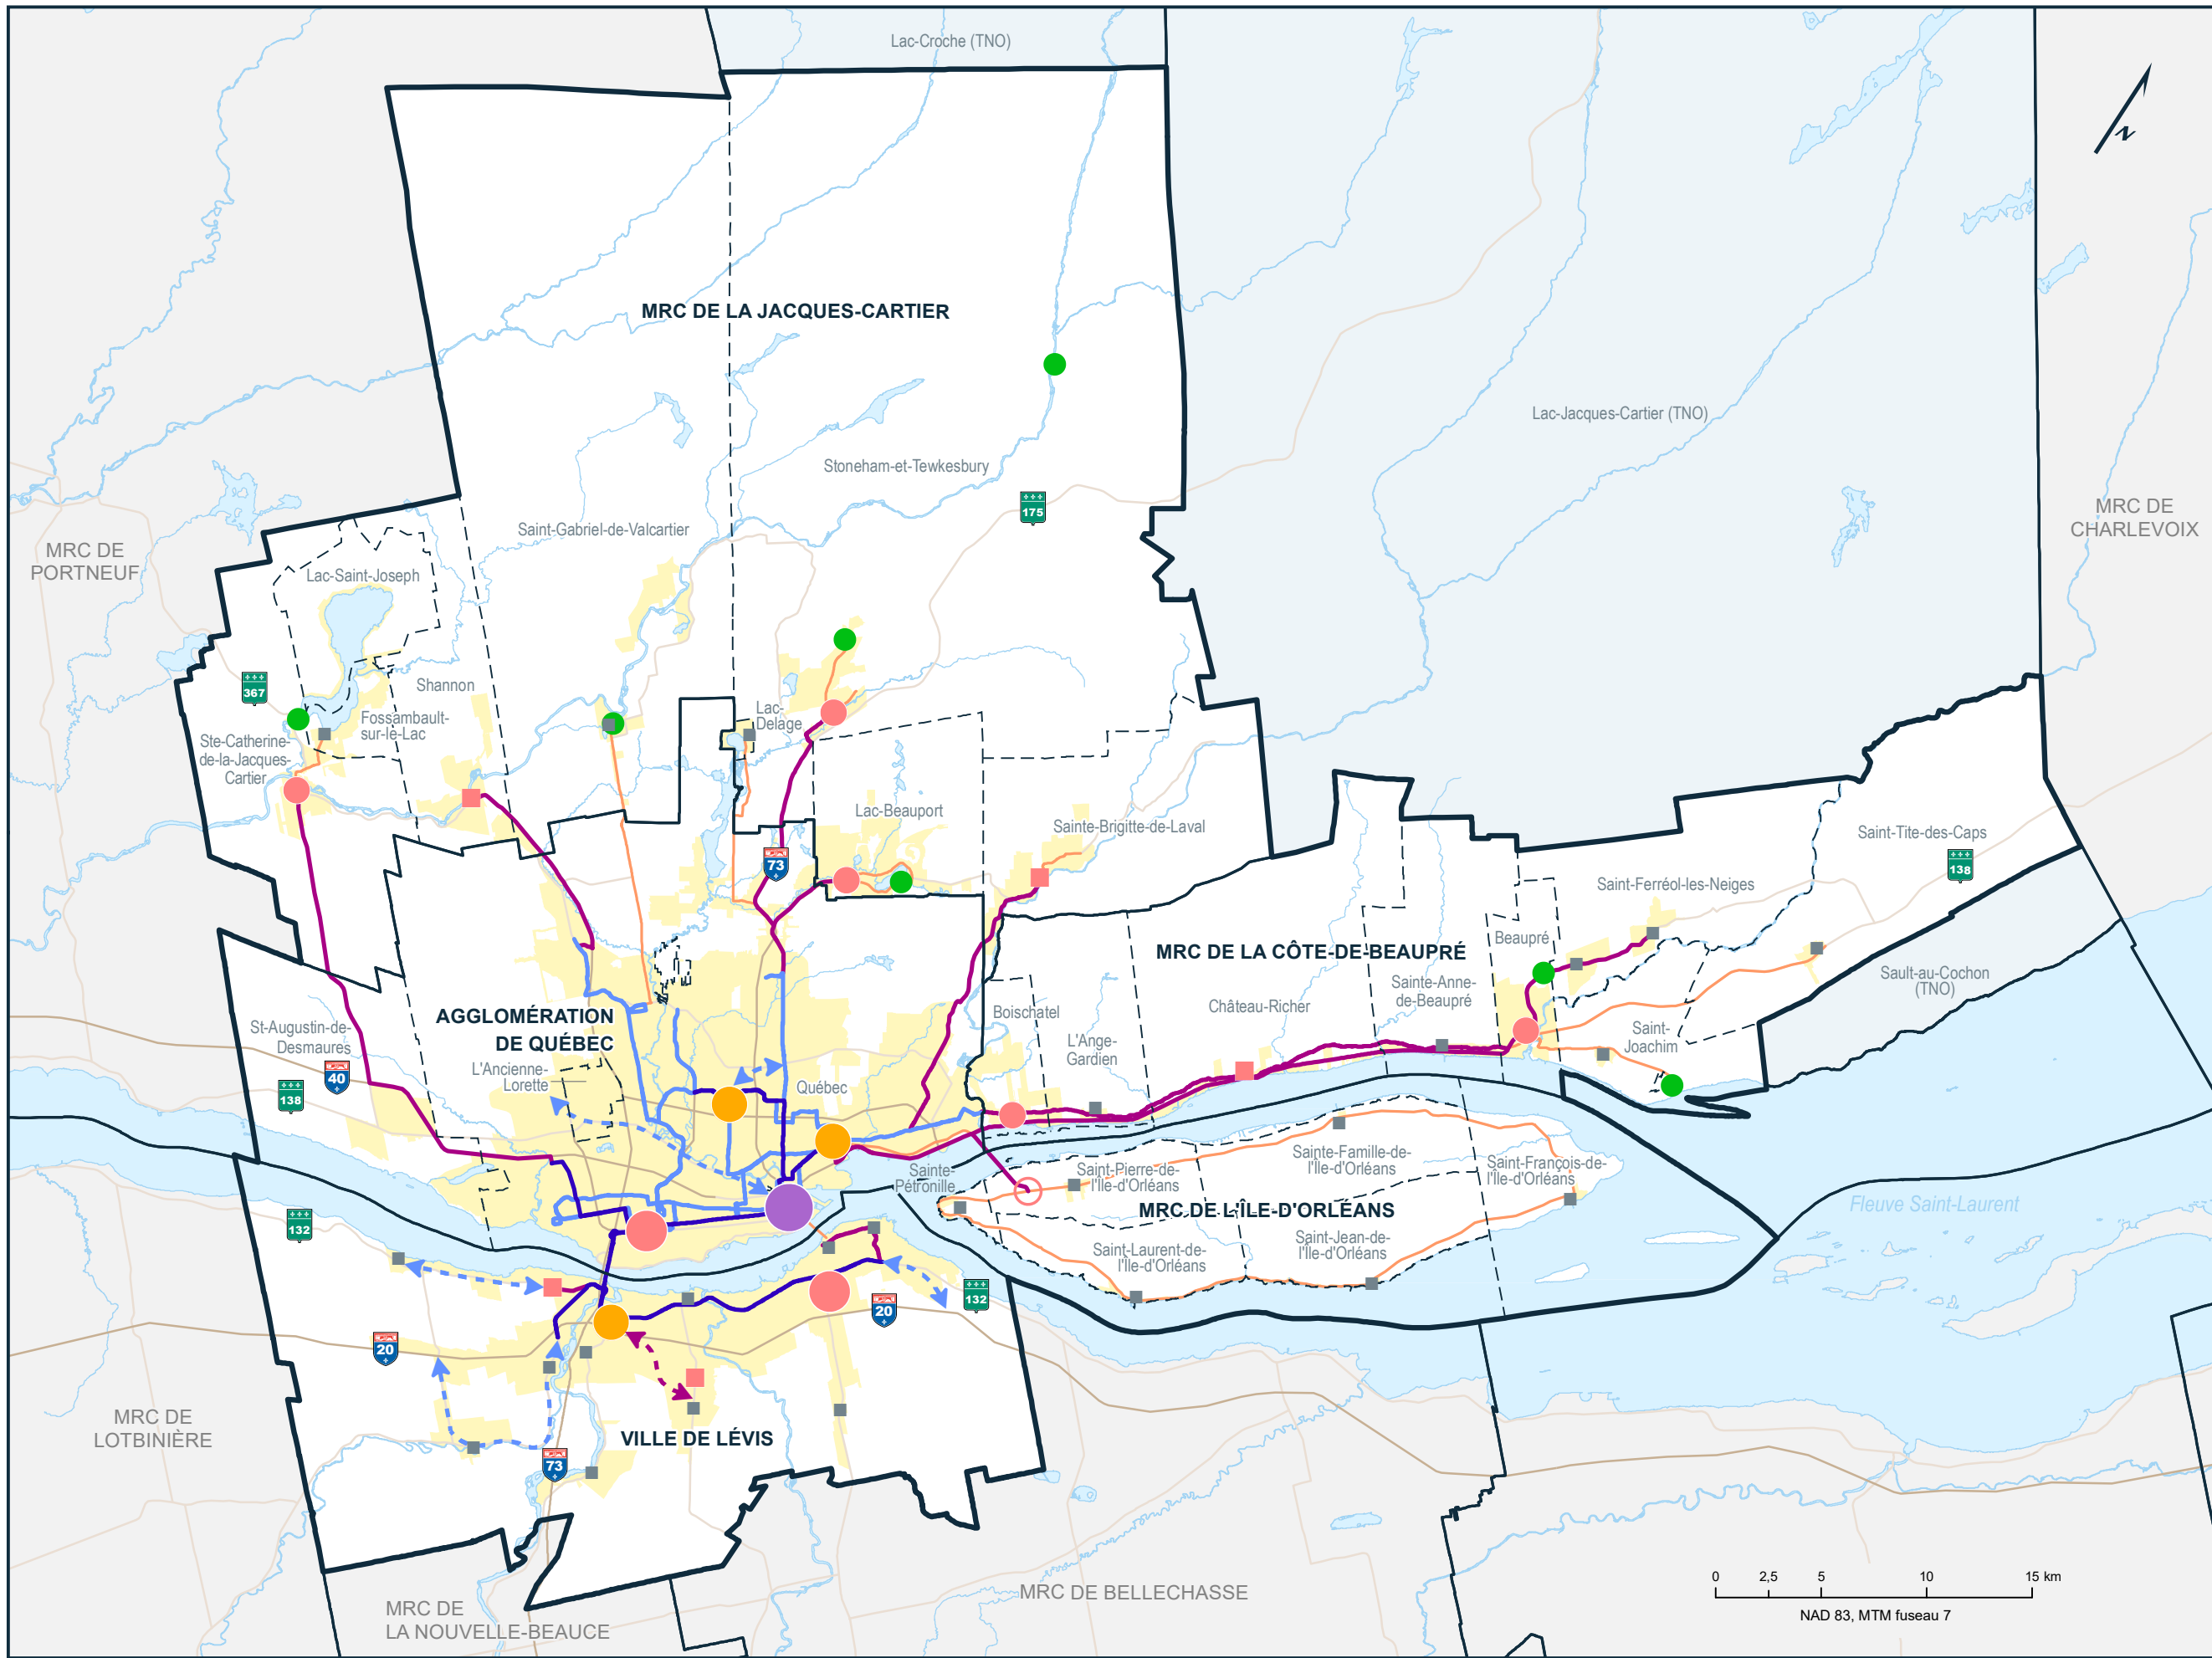 Lac-Croche (TNO)
N
MRC DE LA JACQUES-CARTIER
Lac-Jacques-Cartier (TNO)
Stoneham-et-Tewkesbury
175
MRC DE
CHARLEVOIX
Saint-Gabriel-de-Valcartier
MRC DE
PORTNEUF
Lac-Saint-Joseph
367
Shannon
Fossambault-
sur-le-Lac
Lac-
Delage
Ste-Catherine-
de-la-Jacques-
Cartier
Lac-Beauport
Sainte-Brigitte-de-Laval
Saint-Tite-des-Caps
73
138
Saint-Ferréol-les-Neiges
MRC DE LA CÔTE-DE-BEAUPRÉ
Beaupré
Sainte-Anne-
de-Beaupré
Sault-au-Cochon
(TNO)
Château-Richer
AGGLOMÉRATION
DE QUÉBEC
Boischatel
St-Augustin-de-
Desmaures
L'Ange-
Gardien
Saint-
Joachim
L'Ancienne-
Lorette
40
138
Québec
Sainte-
Pétronille
Saint-Pierre-de-
l'Île-d'Orléans
Sainte-Famille-de-
l'Île-d'Orléans
Saint-François-de-
l'Île-d'Orléans
MRC DE L'ÎLE-D'ORLÉANS
Fleuve Saint-Laurent
132
Saint-Laurent-de-
l'Île-d'Orléans
Saint-Jean-de-
l'Île-d'Orléans
132
20
20
MRC DE
LOTBINIÈRE
VILLE DE LÉVIS
73
MRC DE BELLECHASSE
MRC DE
LA NOUVELLE-BEAUCE
0 2,5 5 10 15 km
NAD 83, MTM fuseau 7